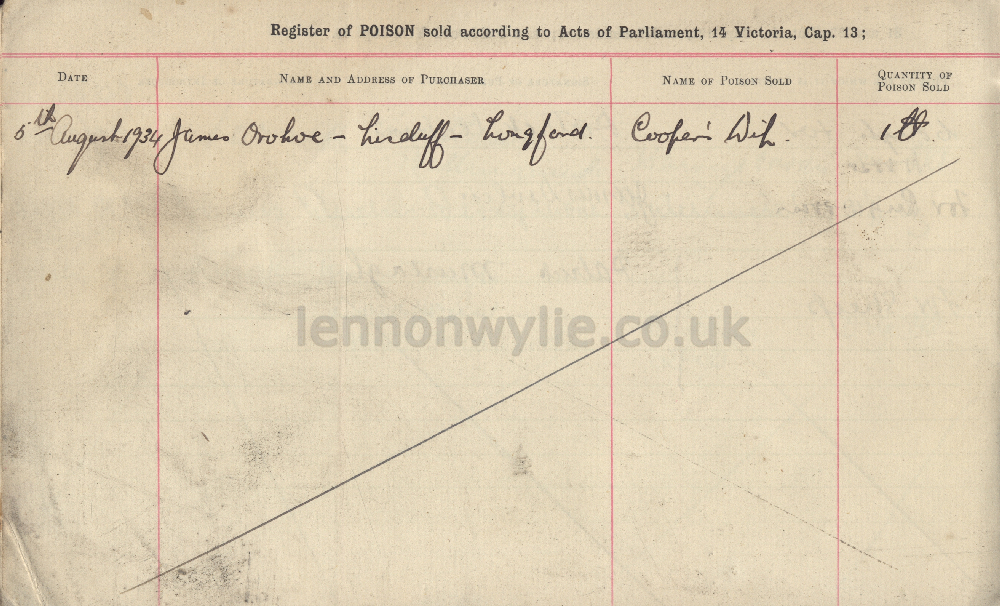 Register of POISON sold according to Acts of Parliament, 14 Victoria, Cap. 13;
DATE NAME AND ADDRESS OF PURCHASER NAME OF POISON SOLD QUANTITY OF POISON SOLD
5th August 1934 James Orohoe - Lisduff - Longford. Cooper's Dip. 1 lb.
lennonwylie.co.uk